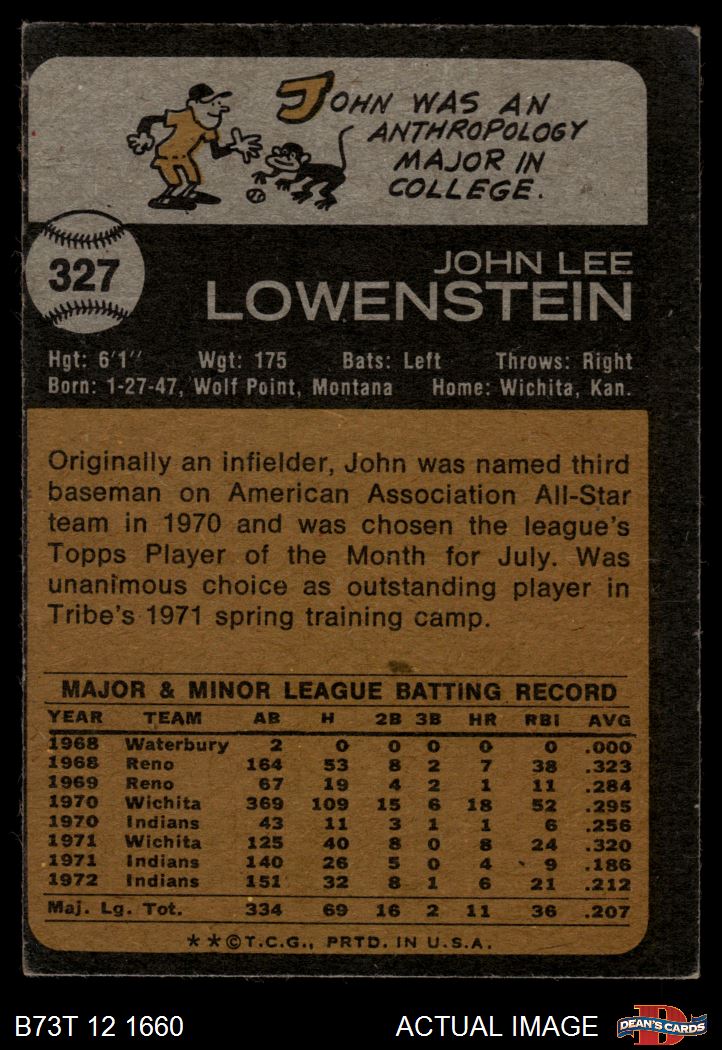 JOHN WAS AN
ANTHROPOLOGY
MAJOR IN
COLLEGE.
327
JOHN LEE
LOWENSTEIN
Hgt: 6'1" Wgt: 175 Bats: Left Throws: Right
Born: 1-27-47, Wolf Point, Montana Home: Wichita, Kan.
Originally an infielder, John was named third
baseman on American Association All-Star
team in 1970 and was chosen the league's
Topps Player of the Month for July. Was
unanimous choice as outstanding player in
Tribe's 1971 spring training camp.
MAJOR & MINOR LEAGUE BATTING RECORD
YEAR TEAM AB H 2B 3B HR RBI AVG
1968 Waterbury 2 0 0 0 0 0 .000
1968 Reno 164 53 8 2 7 38 .323
1969 Reno 67 19 4 2 1 11 .284
1970 Wichita 369 109 15 6 18 52 .295
1970 Indians 43 11 3 1 1 6 .256
1971 Wichita 125 40 8 0 8 24 .320
1971 Indians 140 26 5 0 4 9 .186
1972 Indians 151 32 8 1 6 21 .212
Maj. Lg. Tot. 334 69 16 2 11 36 .207
**©T.C.G., PRTD. IN U.S.A.
B73T 12 1660 ACTUAL IMAGE D DEAN'S CARDS